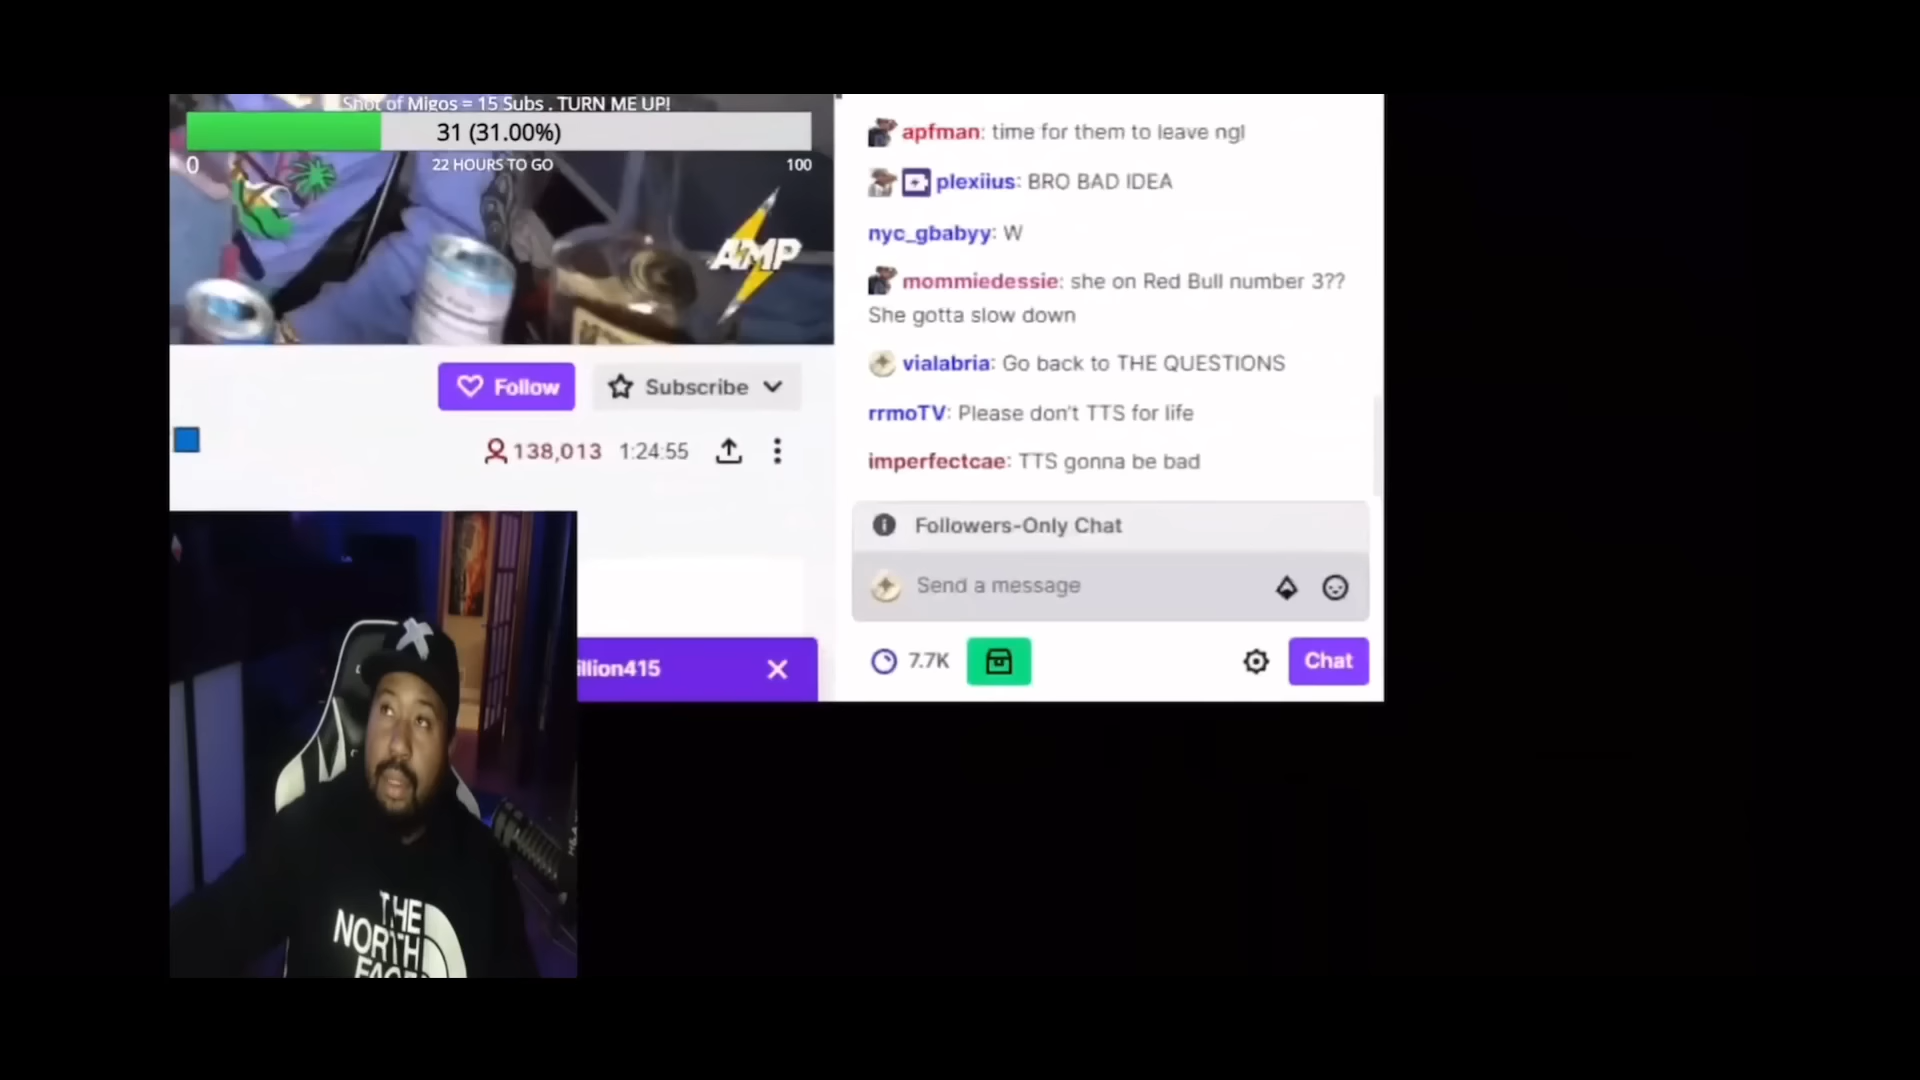 Shot of Migos = 15 Subs . TURN ME UP!
31 (31.00%)
0
22 HOURS TO GO
100
AMP
Follow
Subscribe
138,013
1:24:55
illion415
THE
NORTH
FACE
apfman: time for them to leave ngl
plexiius: BRO BAD IDEA
nyc_gbabyy: W
mommiedessie: she on Red Bull number 3??
She gotta slow down
vialabria: Go back to THE QUESTIONS
rrmoTV: Please don't TTS for life
imperfectcae: TTS gonna be bad
Followers-Only Chat
Send a message
7.7K
Chat